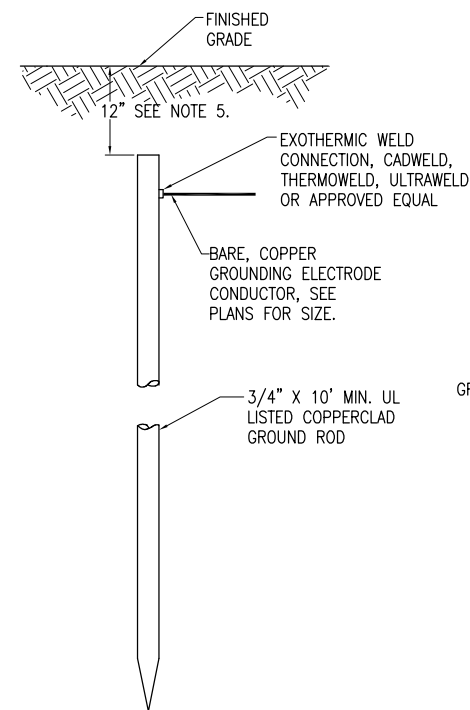 FINISHED
GRADE
12" SEE NOTE 5.
EXOTHERMIC WELD
CONNECTION, CADWELD,
THERMOWELD, ULTRAWELD
OR APPROVED EQUAL
BARE, COPPER
GROUNDING ELECTRODE
CONDUCTOR, SEE
PLANS FOR SIZE.
3/4" X 10' MIN. UL
LISTED COPPERCLAD
GROUND ROD